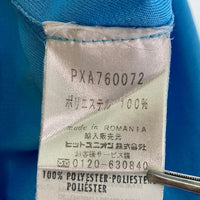 PXA760072
ポリエステル 100%
made in ROMANIA
輸入販売元
ヒットユニオン株式会社
お客様サービス係
0120-630840
100% POLYESTER-POLIES
POLIÉSTER